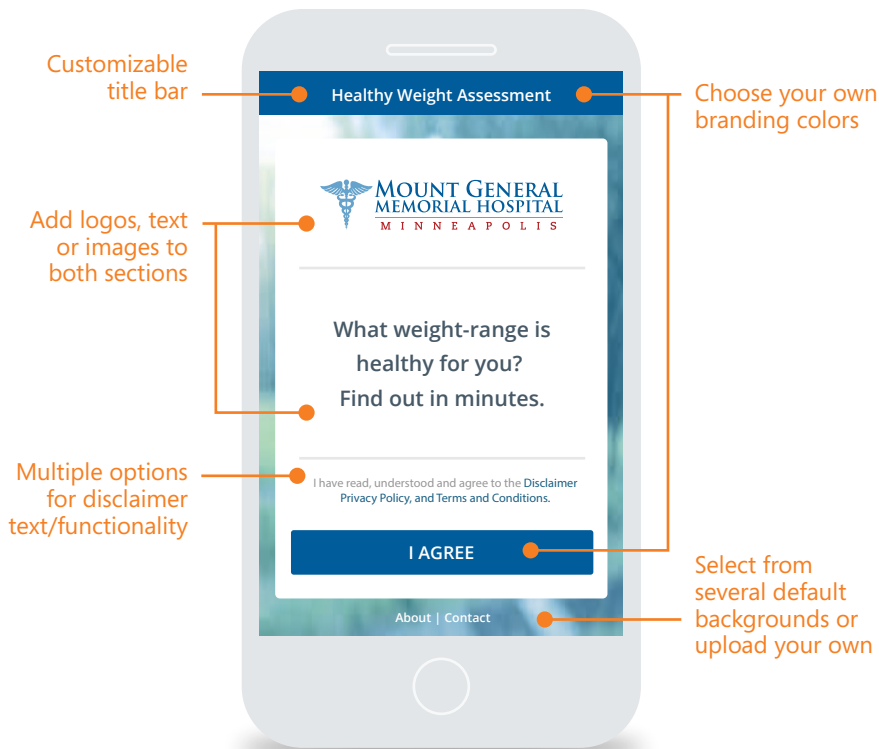 Customizable
title bar
Healthy Weight Assessment
Choose your own
branding colors
Add logos, text
or images to
both sections
MOUNT GENERAL
MEMORIAL HOSPITAL
MINNEAPOLIS
What weight-range is
healthy for you?
Find out in minutes.
Multiple options
for disclaimer
text/functionality
I have read, understood and agree to the Disclaimer
Privacy Policy, and Terms and Conditions.
I AGREE
Select from
several default
backgrounds or
upload your own
About | Contact